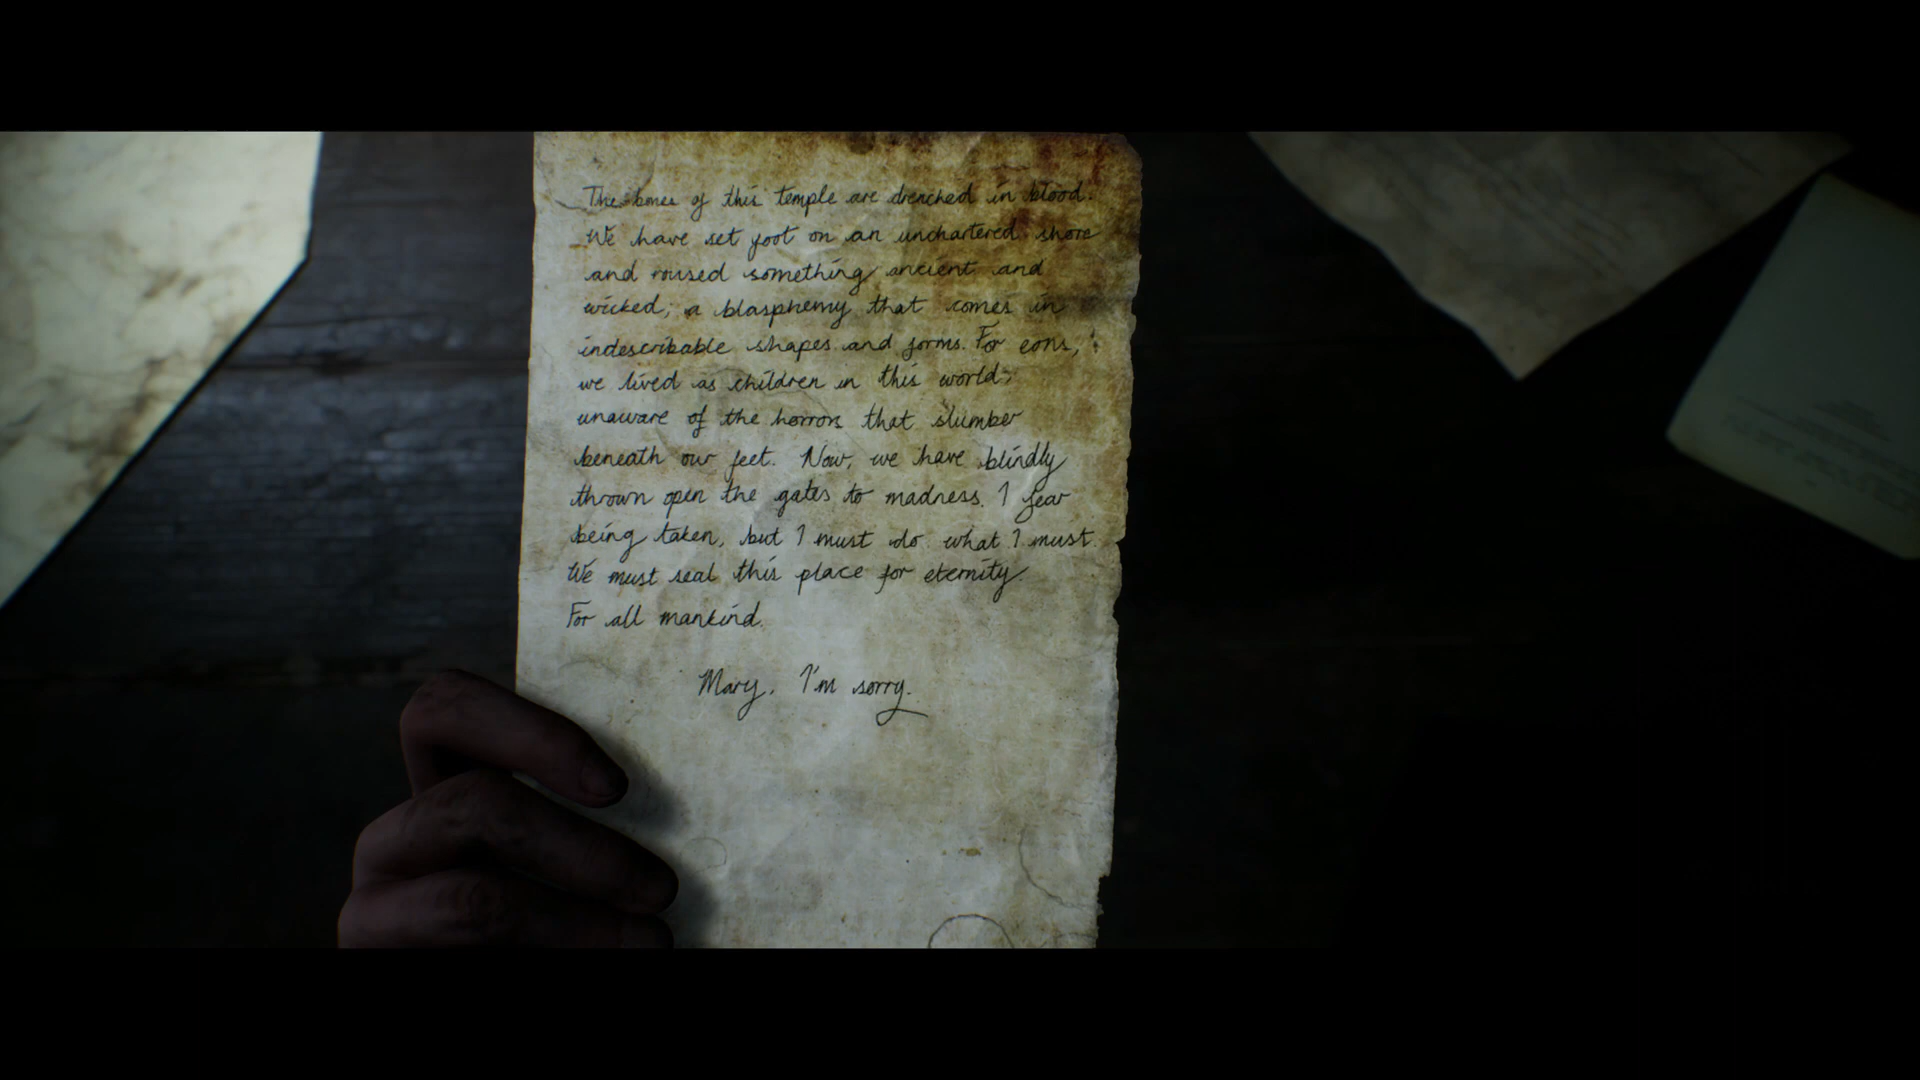 The bones of this temple are drenched in blood.
We have set foot on an unchartered shore
and roused something ancient and
wicked; a blasphemy that comes in
indescribable shapes and forms. For eons,
we lived as children in this world;
unaware of the horrors that slumber
beneath our feet. Now, we have blindly
thrown open the gates to madness. I fear
being taken, but I must do what I must.
We must seal this place for eternity.
For all mankind.
Mary, I'm sorry.